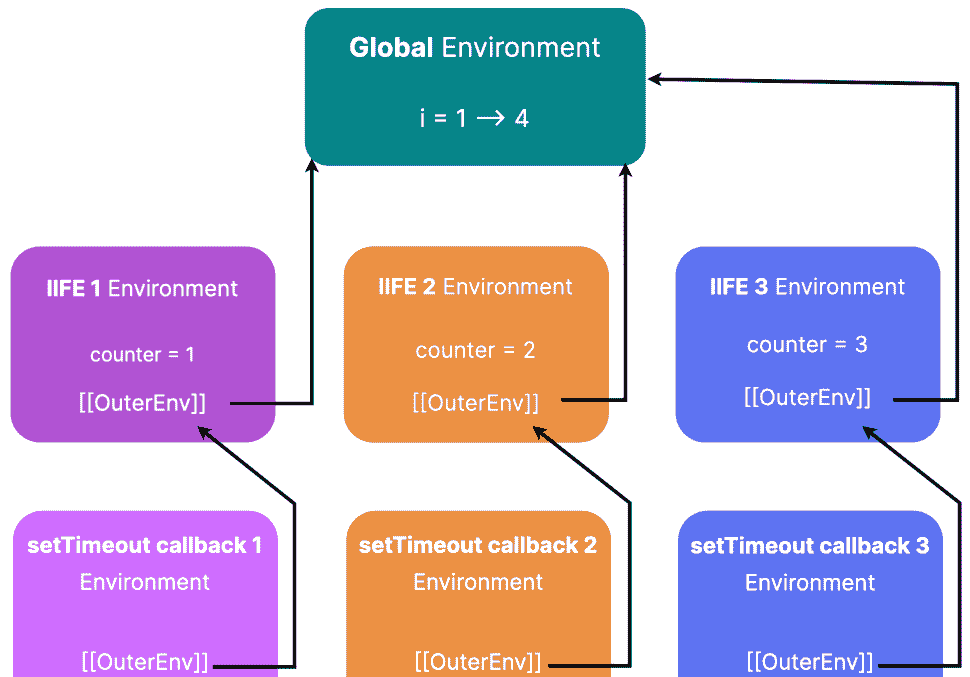 Global Environment
i = 1 → 4
IIFE 1 Environment
counter = 1
[[OuterEnv]]
IIFE 2 Environment
counter = 2
[[OuterEnv]]
IIFE 3 Environment
counter = 3
[[OuterEnv]]
setTimeout callback 1
Environment
[[OuterEnv]]
setTimeout callback 2
Environment
[[OuterEnv]]
setTimeout callback 3
Environment
[[OuterEnv]]